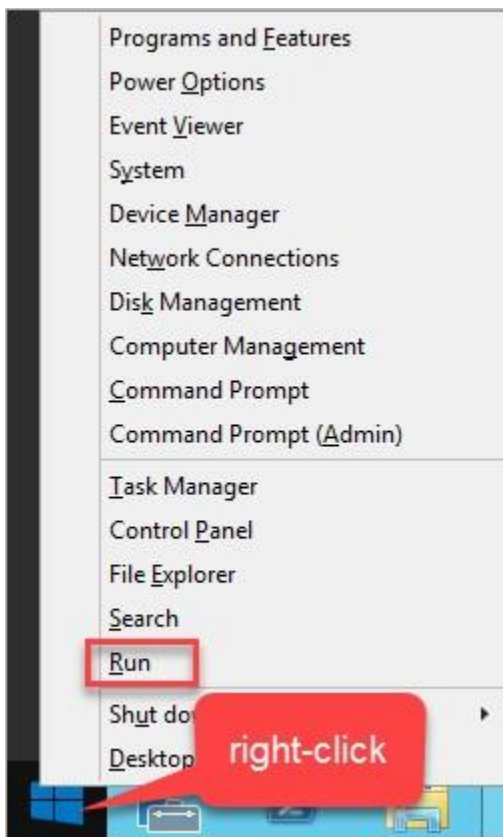 Programs and Features
Power Options
Event Viewer
System
Device Manager
Network Connections
Disk Management
Computer Management
Command Prompt
Command Prompt (Admin)
Task Manager
Control Panel
File Explorer
Search
Run
Shut do
Desktop
right-click